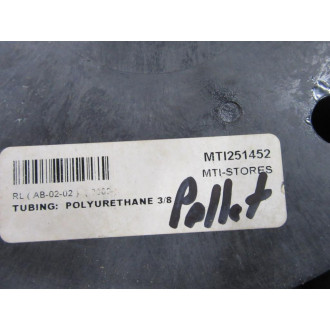 MTI251452
MTI-STORES
RL ( AB-02-02 )
TUBING: POLYURETHANE 3/8
Pallet